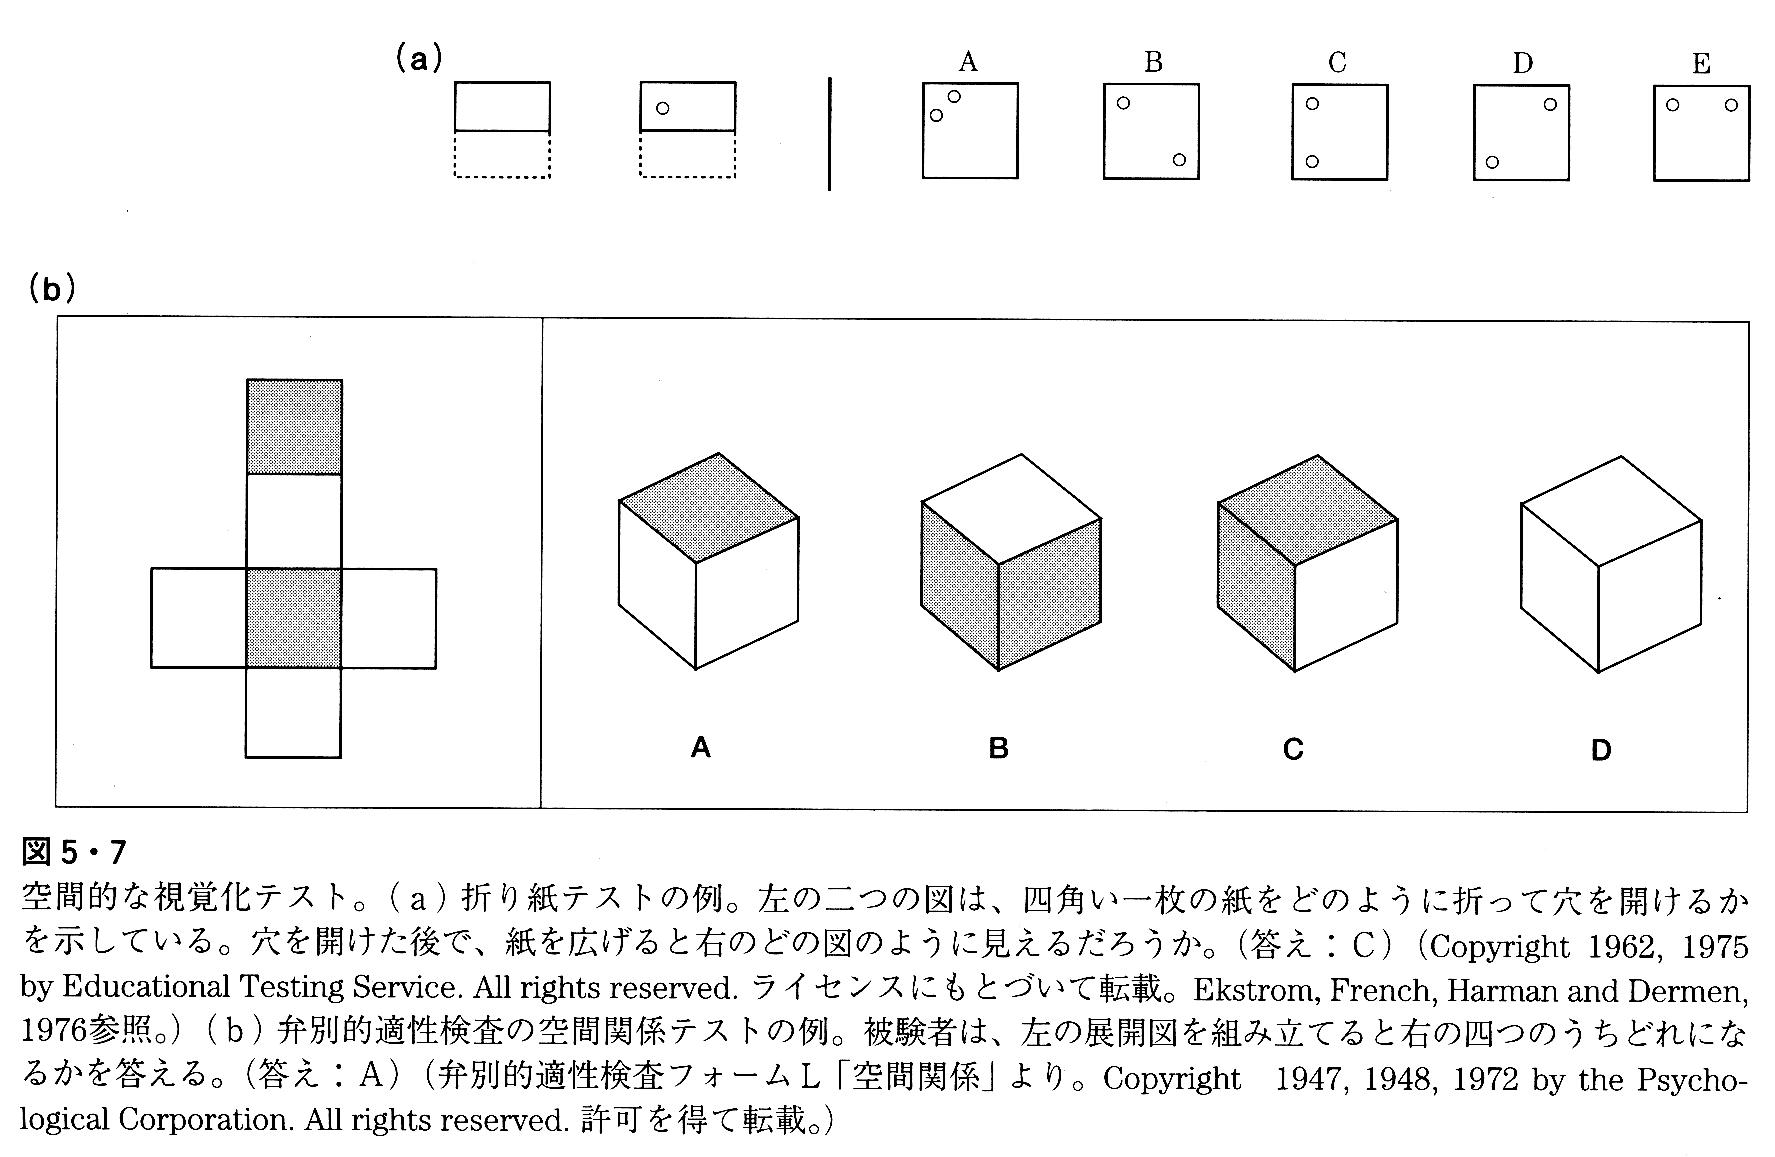 (a)
A B C D E
(b)
A B C D
図5・7
空間的な視覚化テスト。(a)折り紙テストの例。左の二つの図は、四角い一枚の紙をどのように折って穴を開けるか
を示している。穴を開けた後で、紙を広げると右のどの図のように見えるだろうか。(答え：C)(Copyright 1962, 1975
by Educational Testing Service. All rights reserved. ライセンスにもとづいて転載。Ekstrom, French, Harman and Dermen,
1976参照。)(b)弁別的適性検査の空間関係テストの例。被験者は、左の展開図を組み立てると右の四つのうちどれにな
るかを答える。(答え：A)(弁別的適性検査フォームL「空間関係」より。Copyright 1947, 1948, 1972 by the Psycho-
logical Corporation. All rights reserved. 許可を得て転載。)